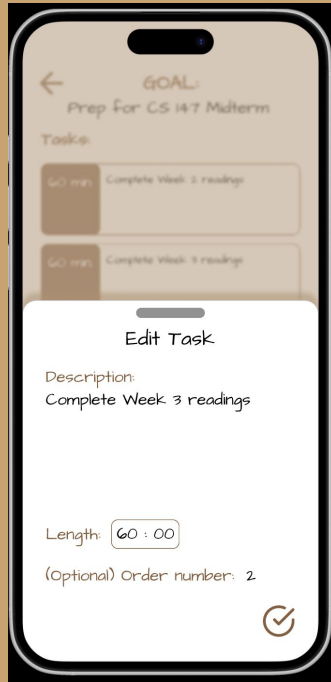 GOAL:
Prep for CS 147 Midterm
Tasks:
60 min
Complete Week 2 readings
60 min
Complete Week 3 readings
Edit Task
Description:
Complete Week 3 readings
Length: 60 : 00
(Optional) Order number: 2